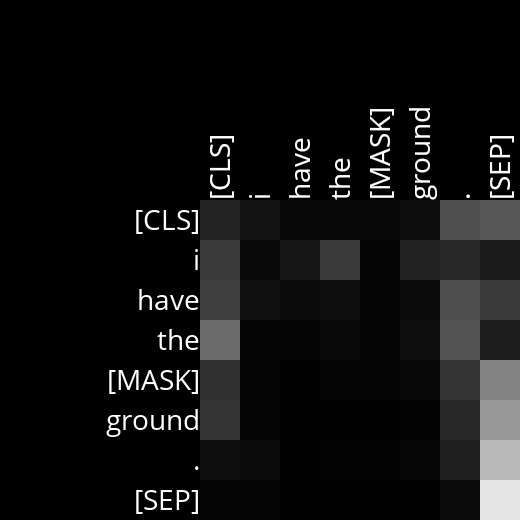 [CLS] i have the [MASK] ground . [SEP]
[CLS]
i
have
the
[MASK]
ground
.
[SEP]